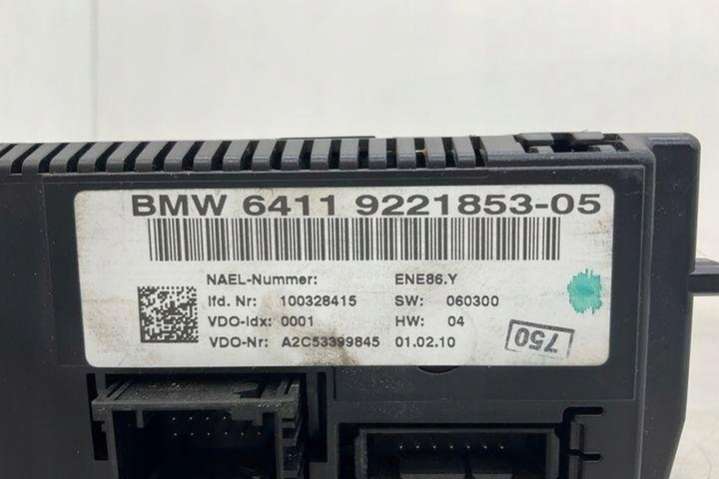 BMW 6411 9221853-05
NAEL-Nummer: ENE86.Y
lfd. Nr: 100328415 SW: 060300
VDO-Idx: 0001 HW: 04
VDO-Nr: A2C53399845 01.02.10
750